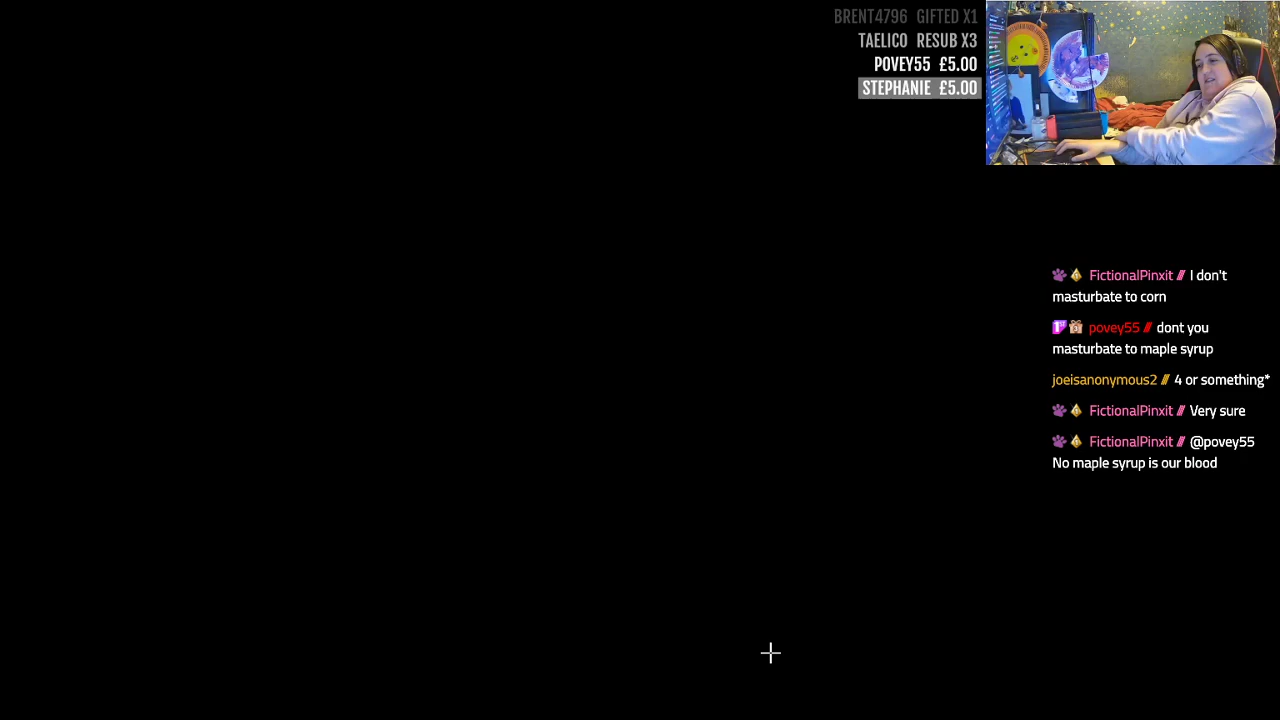 BRENT4796 GIFTED X1
TAELICO RESUB X3
POVEY55 £5.00
STEPHANIE £5.00
FictionalPinxit /// I don't
masturbate to corn
povey55 /// dont you
masturbate to maple syrup
joeisanonymous2 /// 4 or something*
FictionalPinxit /// Very sure
FictionalPinxit /// @povey55
No maple syrup is our blood